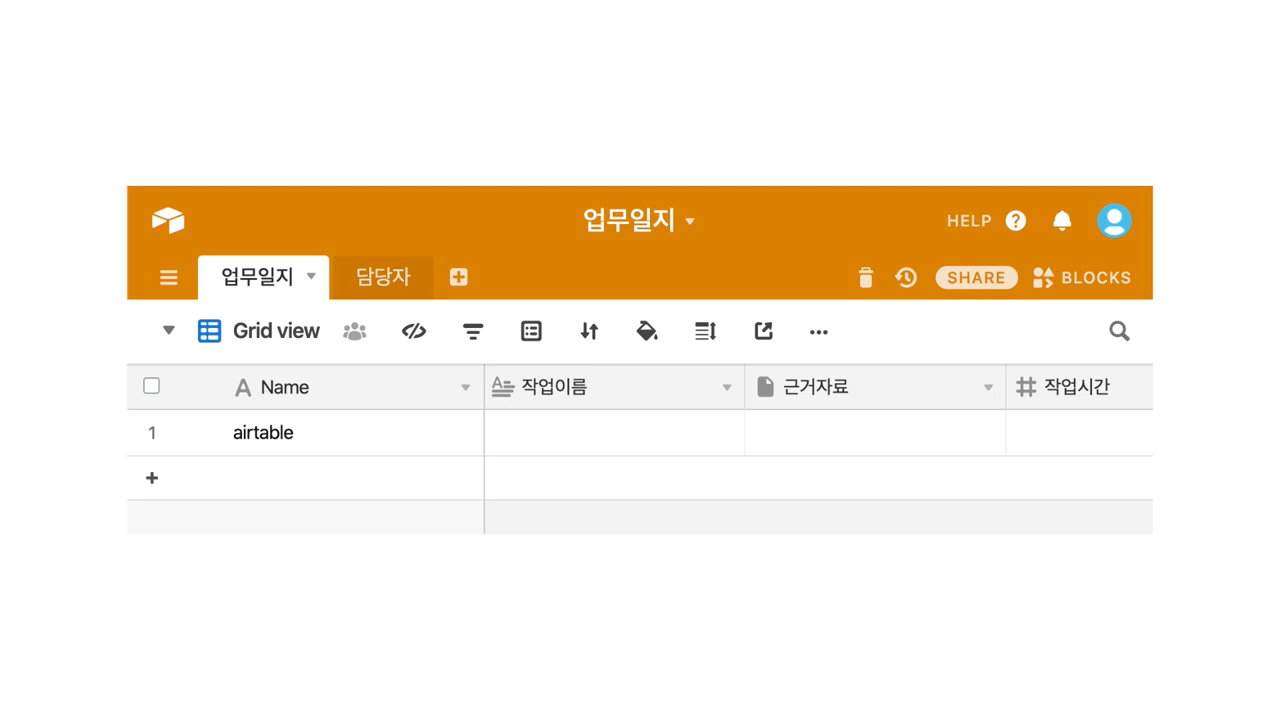 업무일지
HELP
업무일지 담당자
SHARE BLOCKS
Grid view
Name 작업이름 근거자료 작업시간
1 airtable
+